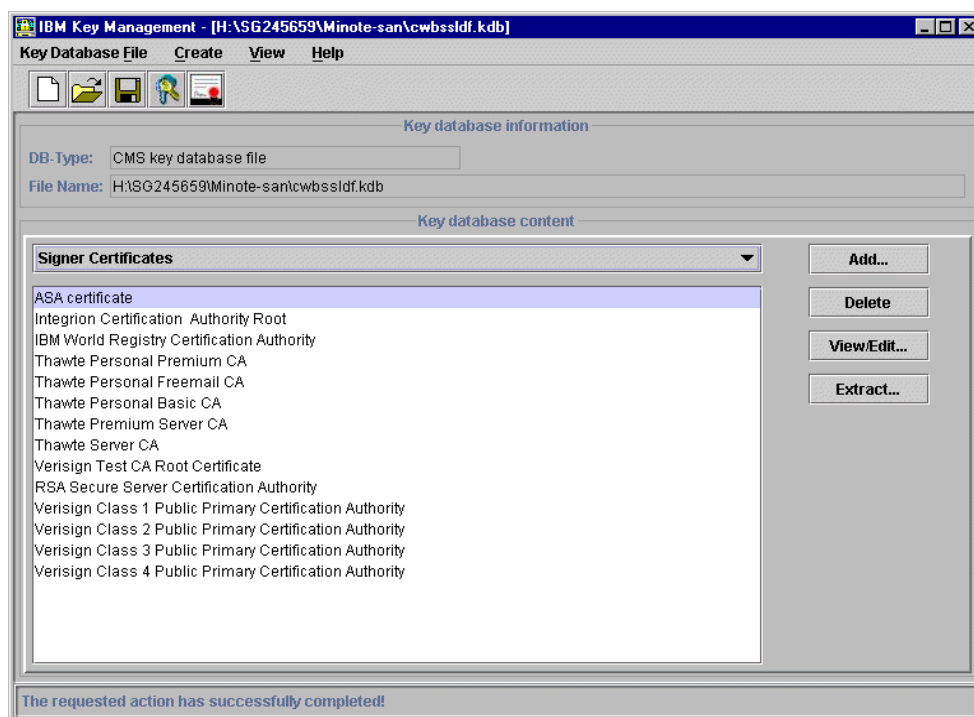 IBM Key Management - [H:\SG245659\Minote-san\cwbssldf.kdb]
Key Database File Create View Help
Key database information
DB-Type: CMS key database file
File Name: H:\SG245659\Minote-san\cwbssldf.kdb
Key database content
Signer Certificates
Add...
ASA certificate
Delete
Integrion Certification Authority Root
IBM World Registry Certification Authority
View/Edit...
Thawte Personal Premium CA
Thawte Personal Freemail CA
Extract...
Thawte Personal Basic CA
Thawte Premium Server CA
Thawte Server CA
Verisign Test CA Root Certificate
RSA Secure Server Certification Authority
Verisign Class 1 Public Primary Certification Authority
Verisign Class 2 Public Primary Certification Authority
Verisign Class 3 Public Primary Certification Authority
Verisign Class 4 Public Primary Certification Authority
The requested action has successfully completed!